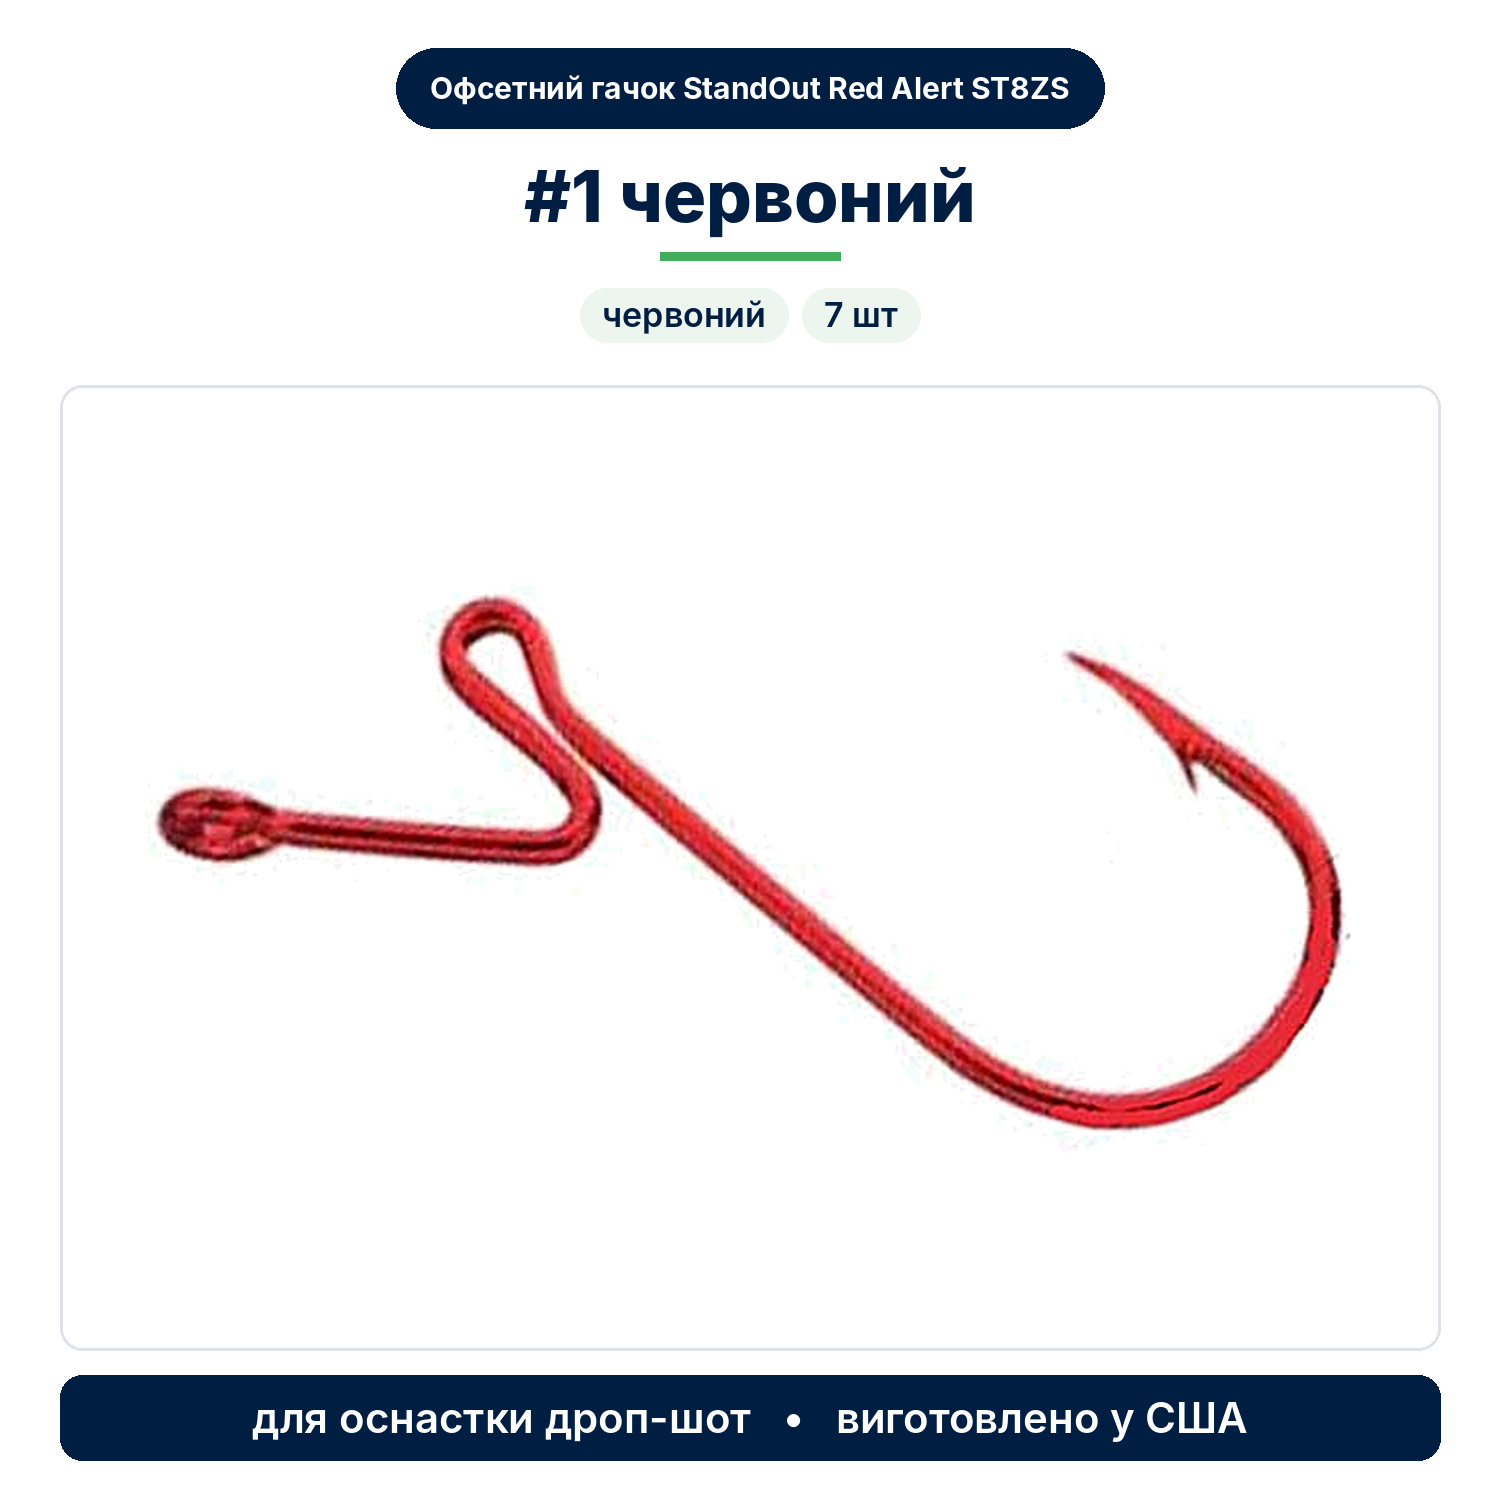 Офсетний гачок StandOut Red Alert ST8ZS
#1 червоний
червоний 7 шт
для оснастки дроп-шот • виготовлено у США